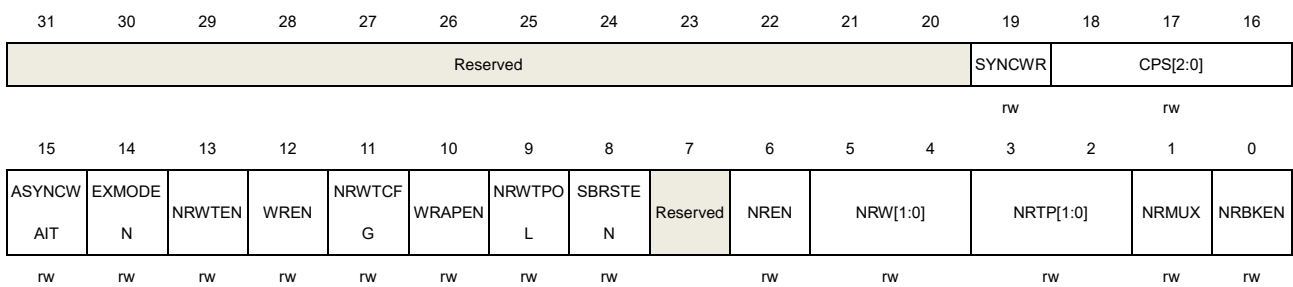 31 30 29 28 27 26 25 24 23 22 21 20 19 18 17 16
Reserved SYNCWR CPS[2:0]
rw rw
15 14 13 12 11 10 9 8 7 6 5 4 3 2 1 0
ASYNCW EXMODE NRWTCF NRWTPO SBRSTE
NRWTEN WREN WRAPEN Reserved NREN NRW[1:0] NRTP[1:0] NRMUX NRBKEN
AIT N G L N
rw rw rw rw rw rw rw rw rw rw rw rw rw